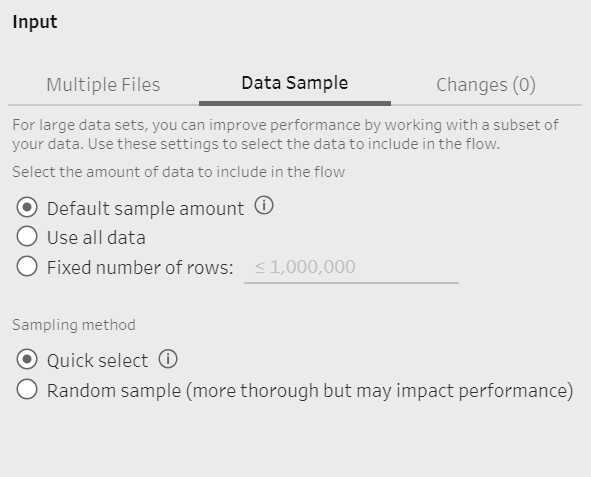 Input
Multiple Files Data Sample Changes (0)
For large data sets, you can improve performance by working with a subset of
your data. Use these settings to select the data to include in the flow.
Select the amount of data to include in the flow
Default sample amount
Use all data
Fixed number of rows: ≤ 1,000,000
Sampling method
Quick select
Random sample (more thorough but may impact performance)